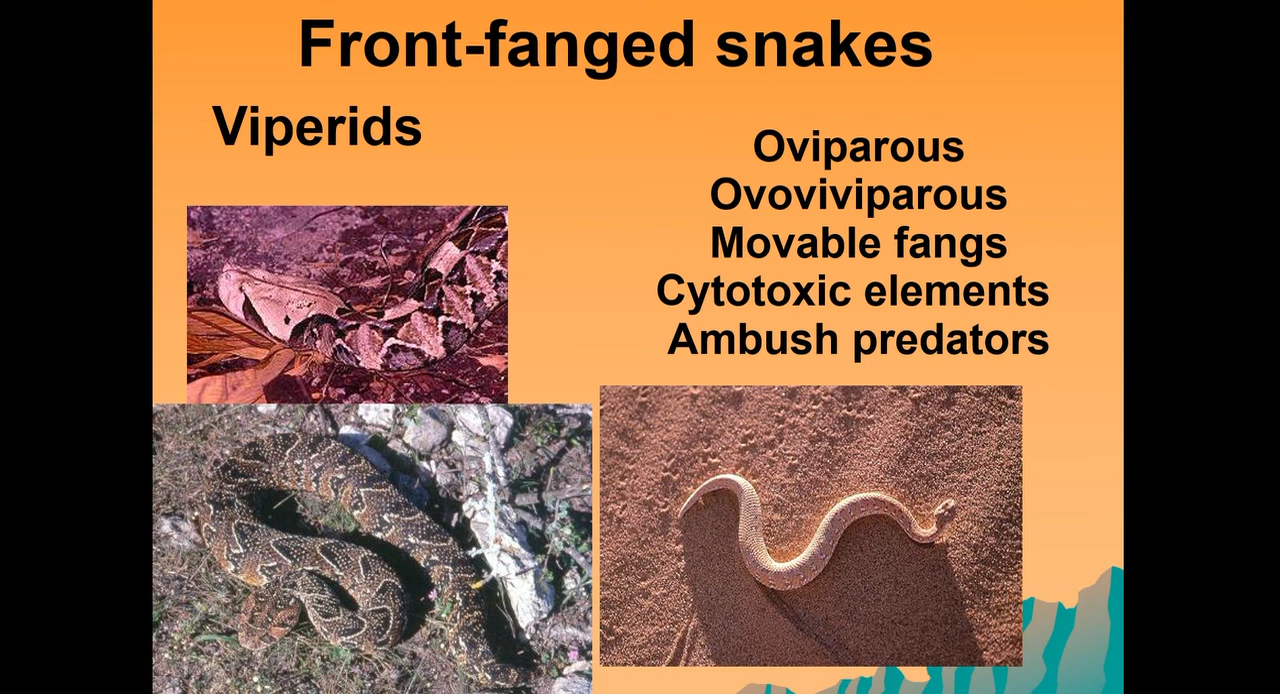 Front-fanged snakes
Viperids
Oviparous
Ovoviviparous
Movable fangs
Cytotoxic elements
Ambush predators